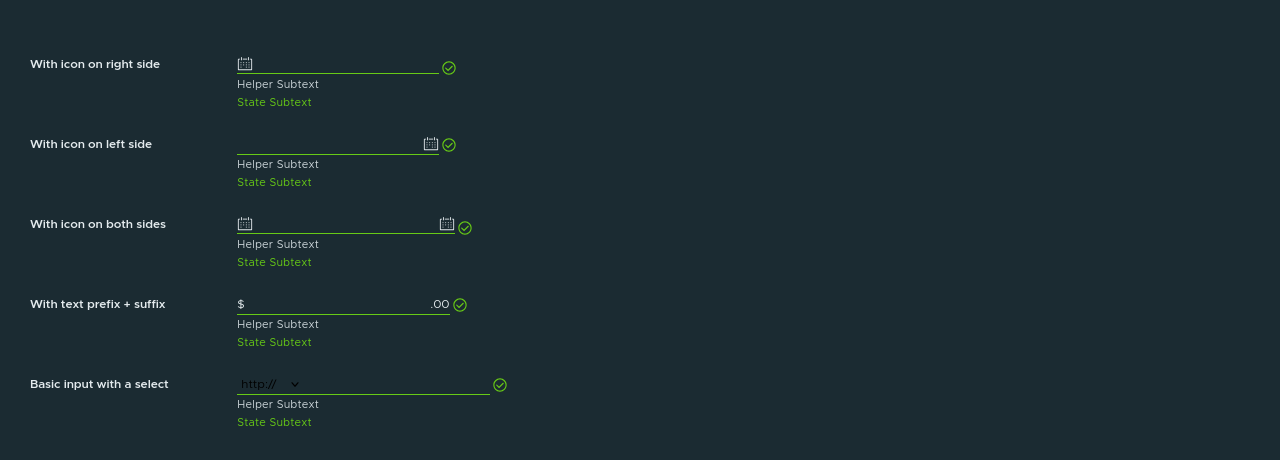 With icon on right side
Helper Subtext
State Subtext
With icon on left side
Helper Subtext
State Subtext
With icon on both sides
Helper Subtext
State Subtext
With text prefix + suffix $ .00
Helper Subtext
State Subtext
Basic input with a select http://
Helper Subtext
State Subtext